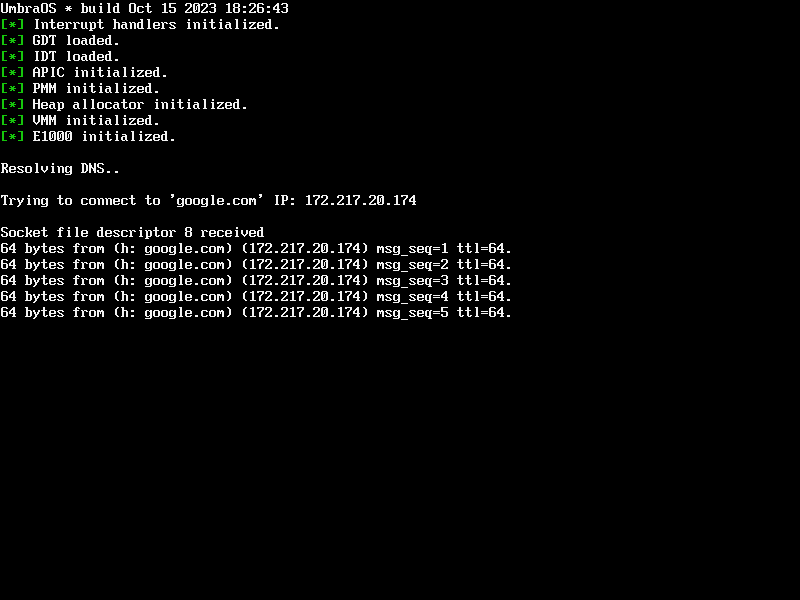 UmbraOS * build Oct 15 2023 18:26:43
[*] Interrupt handlers initialized.
[*] GDT loaded.
[*] IDT loaded.
[*] APIC initialized.
[*] PMM initialized.
[*] Heap allocator initialized.
[*] VMM initialized.
[*] E1000 initialized.
Resolving DNS..
Trying to connect to 'google.com' IP: 172.217.20.174
Socket file descriptor 8 received
64 bytes from (h: google.com) (172.217.20.174) msg_seq=1 ttl=64.
64 bytes from (h: google.com) (172.217.20.174) msg_seq=2 ttl=64.
64 bytes from (h: google.com) (172.217.20.174) msg_seq=3 ttl=64.
64 bytes from (h: google.com) (172.217.20.174) msg_seq=4 ttl=64.
64 bytes from (h: google.com) (172.217.20.174) msg_seq=5 ttl=64.